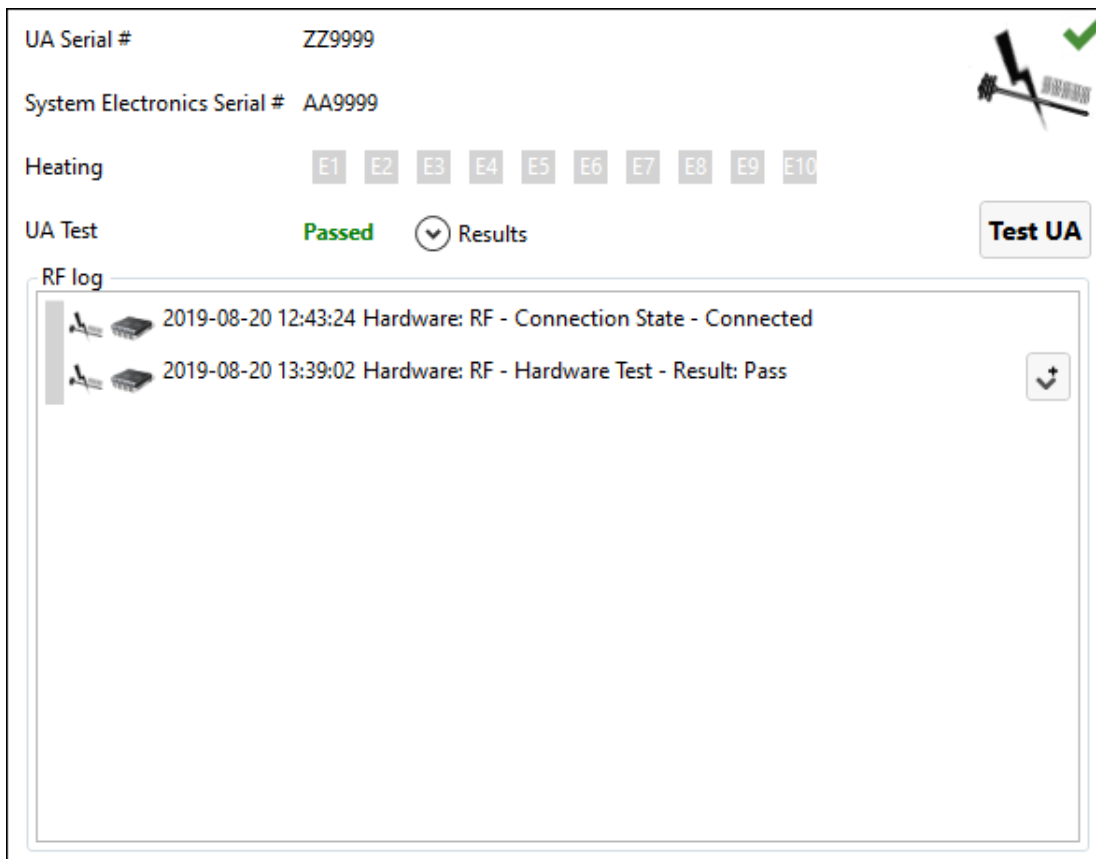 UA Serial # ZZ9999
System Electronics Serial # AA9999
Heating E1 E2 E3 E4 E5 E6 E7 E8 E9 E10
UA Test Passed Results Test UA
RF log
2019-08-20 12:43:24 Hardware: RF - Connection State - Connected
2019-08-20 13:39:02 Hardware: RF - Hardware Test - Result: Pass